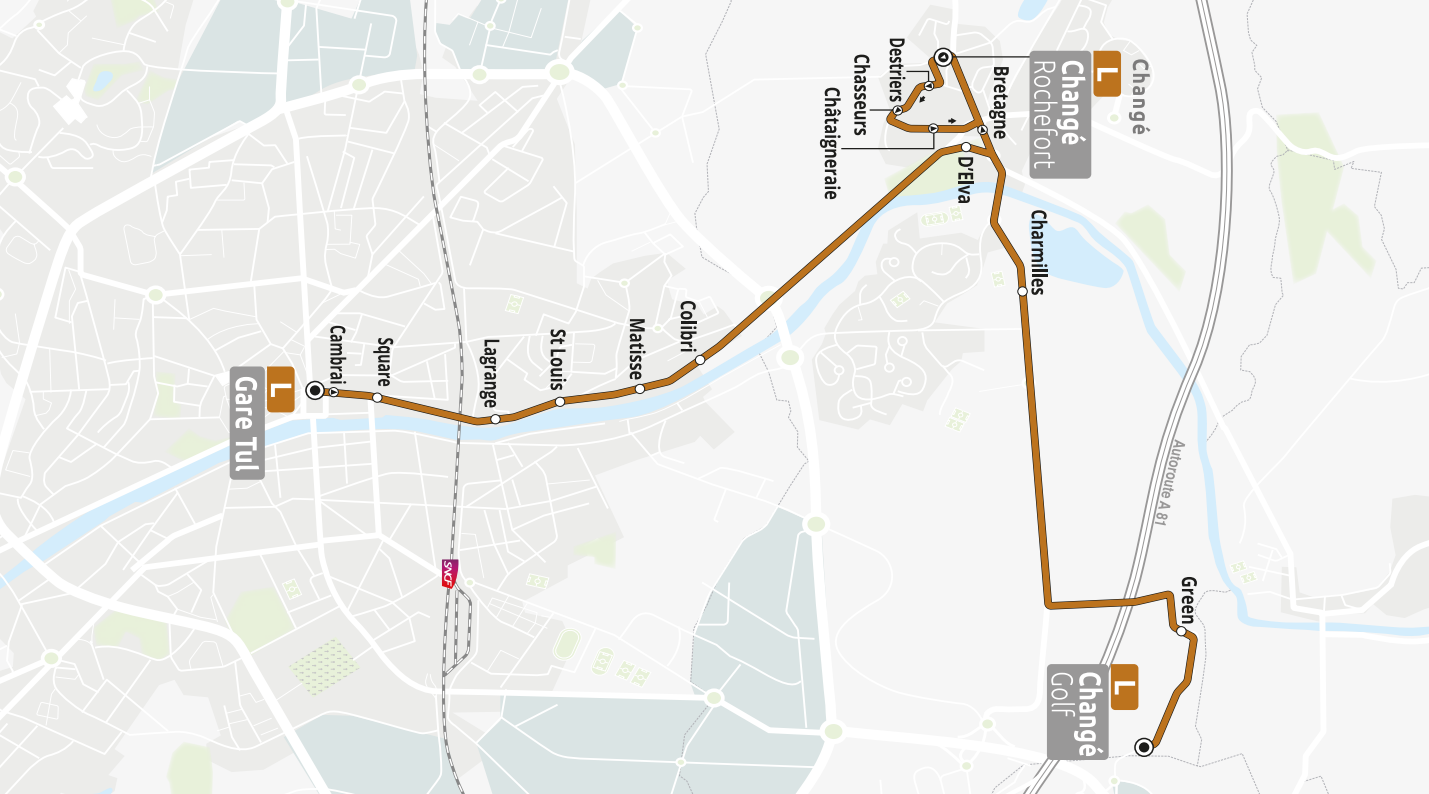 Changé
L
Changé
Rochefort
Bretagne
Destriers
Chasseurs
Châtaigneraie
D'Elva
Charmilles
Autoroute A 81
Green
L
Changé
Golf
Colibri
Matisse
St Louis
Lagrange
Square
Cambrai
L
Gare Tul
SNCF